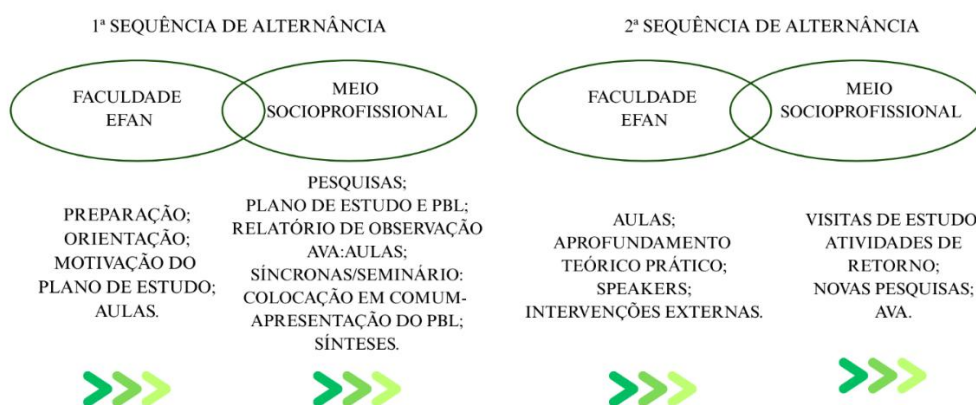 1ª SEQUÊNCIA DE ALTERNÂNCIA
FACULDADE
EFAN
MEIO
SOCIOPROFISSIONAL
PREPARAÇÃO;
ORIENTAÇÃO;
MOTIVAÇÃO DO
PLANO DE ESTUDO;
AULAS.
PESQUISAS;
PLANO DE ESTUDO E PBL;
RELATÓRIO DE OBSERVAÇÃO
AVA:AULAS;
SÍNCRONAS/SEMINÁRIO:
COLOCAÇÃO EM COMUM-
APRESENTAÇÃO DO PBL;
SÍNTESES.
2ª SEQUÊNCIA DE ALTERNÂNCIA
FACULDADE
EFAN
MEIO
SOCIOPROFISSIONAL
AULAS;
APROFUNDAMENTO
TEÓRICO PRÁTICO;
SPEAKERS;
INTERVENÇÕES EXTERNAS.
VISITAS DE ESTUDO
ATIVIDADES DE
RETORNO;
NOVAS PESQUISAS;
AVA.